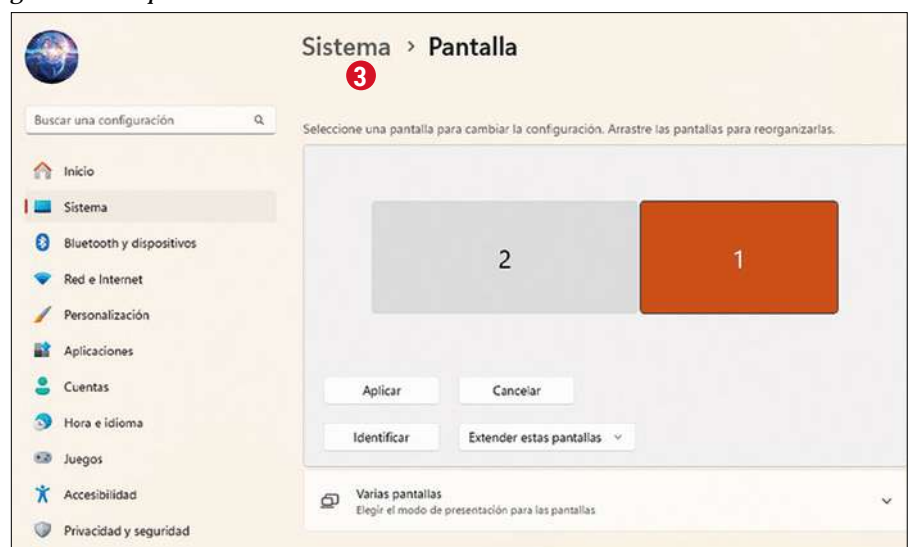 Sistema > Pantalla
3
Buscar una configuración
Seleccione una pantalla para cambiar la configuración. Arrastre las pantallas para reorganizarlas.
Inicio
Sistema
Bluetooth y dispositivos
Red e Internet
Personalización
Aplicaciones
Cuentas
Hora e idioma
Juegos
Accesibilidad
Privacidad y seguridad
2
1
Aplicar
Cancelar
Identificar
Extender estas pantallas
Varias pantallas
Elegir el modo de presentación para las pantallas